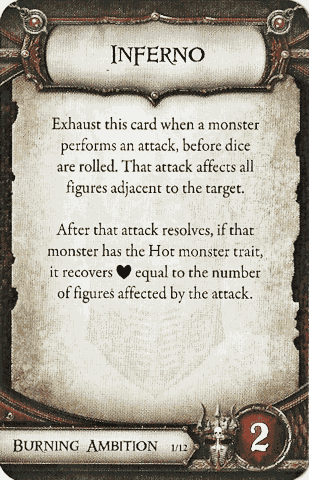 INFERNO
Exhaust this card when a monster
performs an attack, before dice
are rolled. That attack affects all
figures adjacent to the target.
After that attack resolves, if that
monster has the Hot monster trait,
it recovers ♥ equal to the number
of figures affected by the attack.
BURNING AMBITION 1/12
2